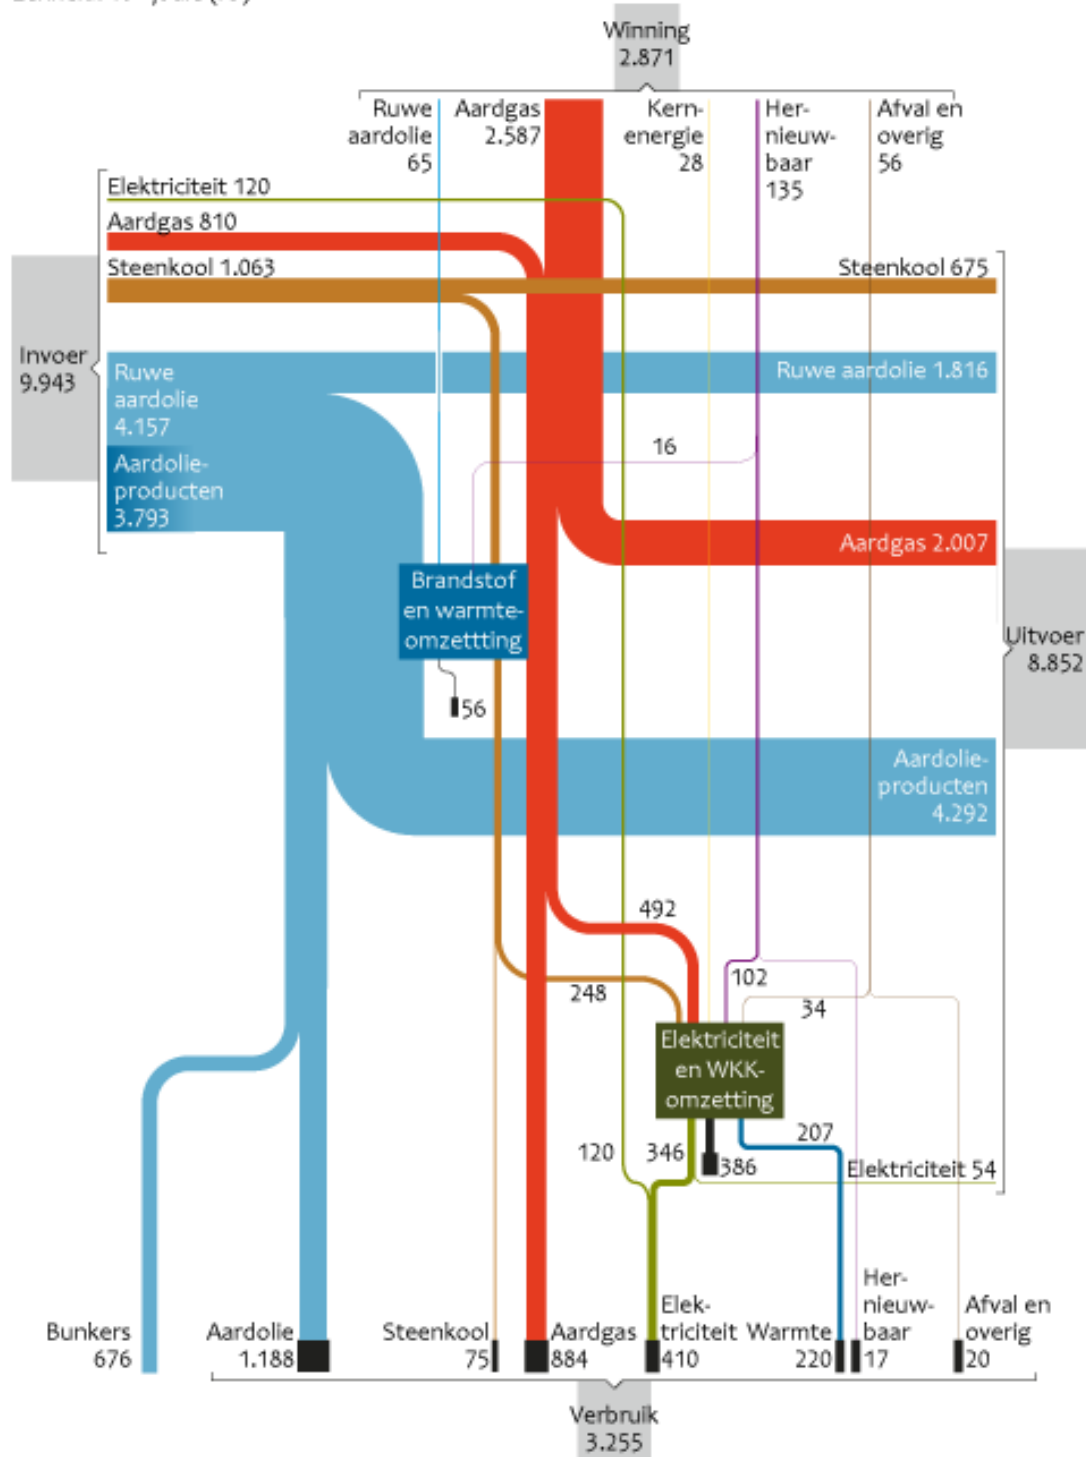 Winning
2.871
Ruwe
aardolie
65
Aardgas
2.587
Kern-
energie
28
Her-
nieuw-
baar
135
Afval en
overig
56
Elektriciteit 120
Aardgas 810
Steenkool 1.063
Steenkool 675
Invoer
9.943
Ruwe
aardolie
4.157
Ruwe aardolie 1.816
Aardolie-
producten
3.793
16
Aardgas 2.007
Brandstof
en warmte-
omzettting
Uitvoer
8.852
56
Aardolie-
producten
4.292
492
102
248
34
Elektriciteit
en WKK-
omzetting
207
120
346
386
Elektriciteit 54
Bunkers
676
Aardolie
1.188
Steenkool
75
Aardgas
884
Elek-
triciteit
410
Warmte
220
Her-
nieuw-
baar
17
Afval en
overig
20
Verbruik
3.255